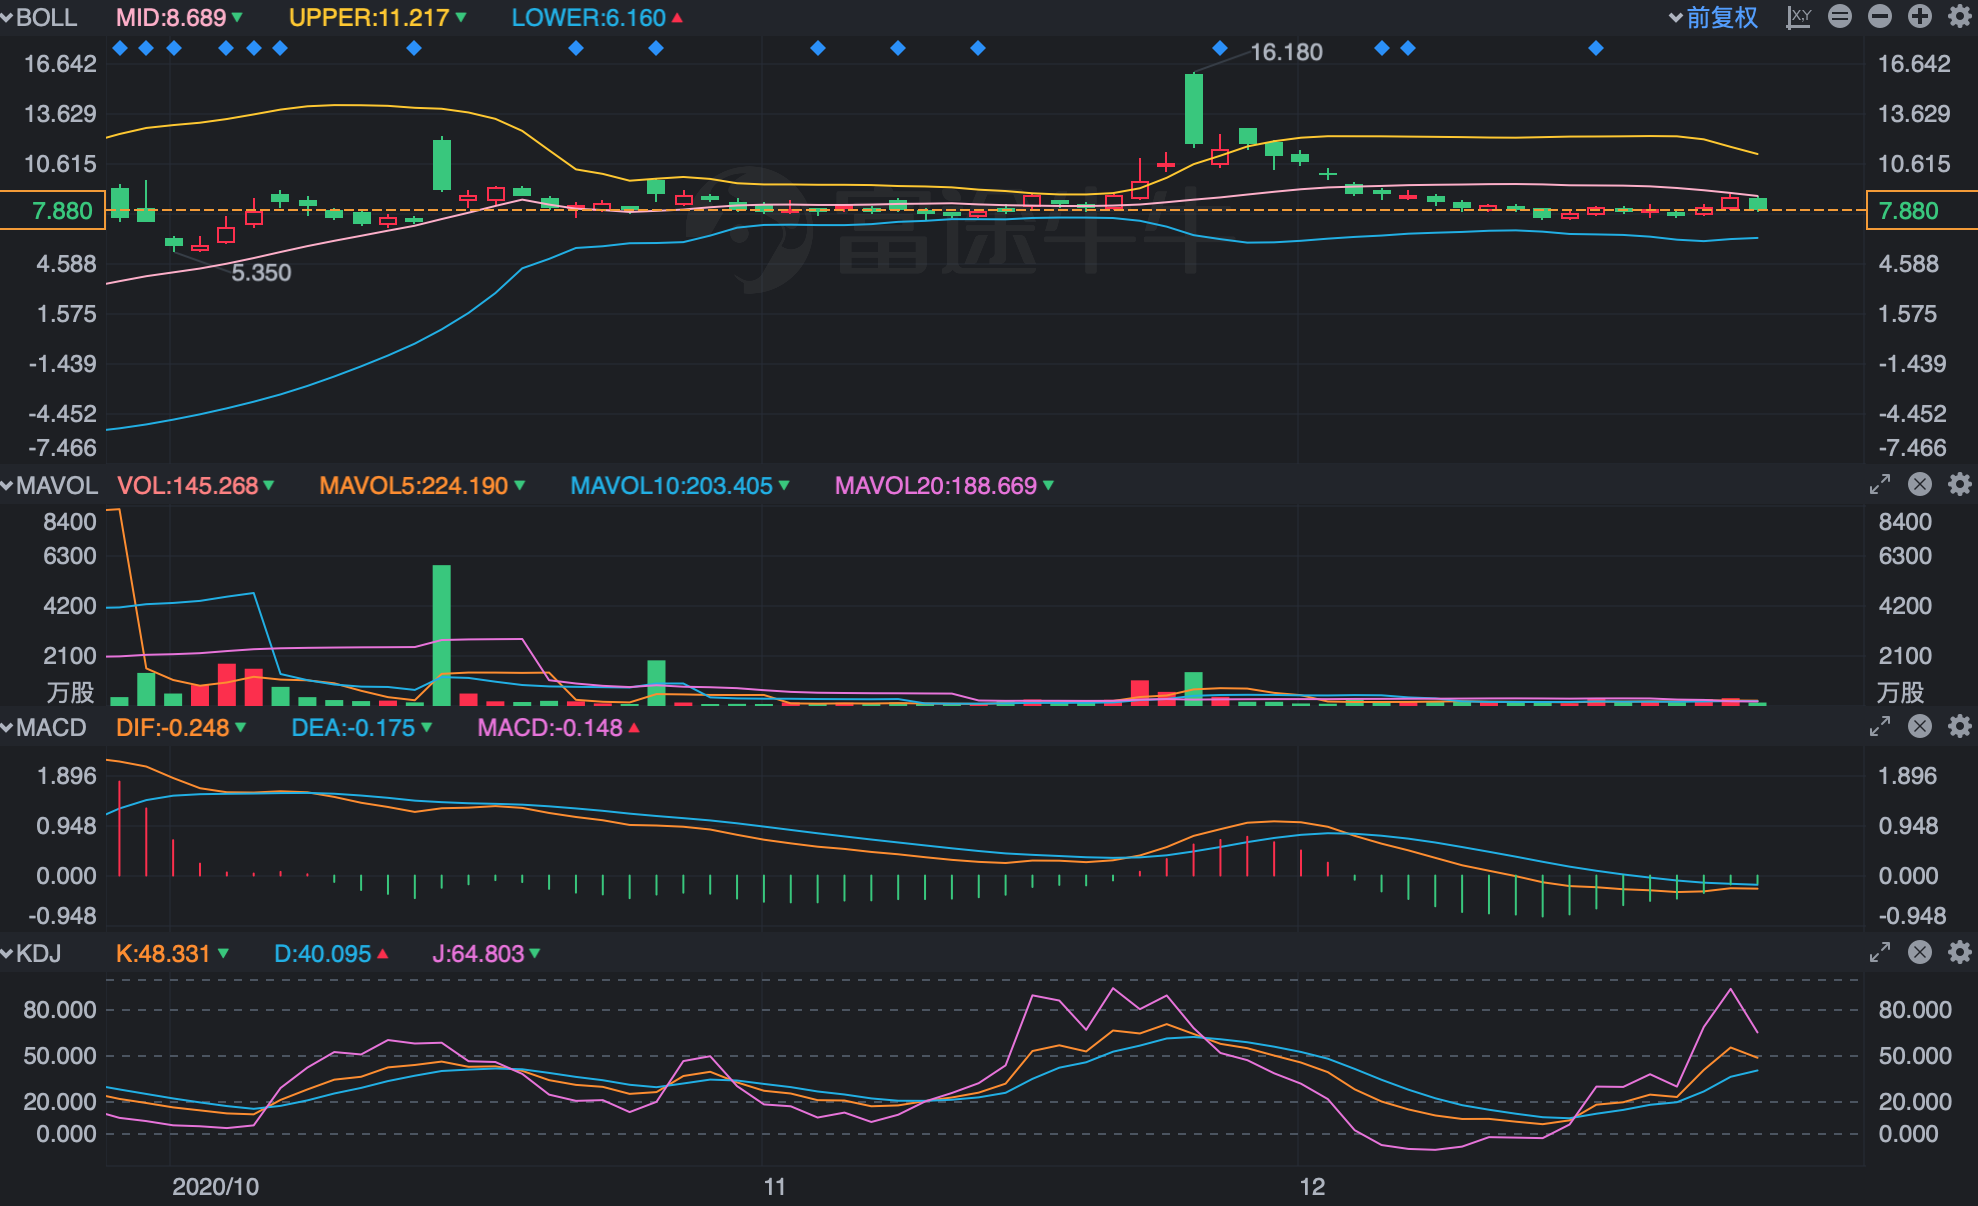 BOLL MID:8.689▼ UPPER:11.217▼ LOWER:6.160▲ 前复权 X,Y
16.642 16.180 16.642
13.629 13.629
10.615 10.615
7.880 7.880
富途牛牛
4.588 5.350 4.588
1.575 1.575
-1.439 -1.439
-4.452 -4.452
-7.466 -7.466
MAVOL VOL:145.268▼ MAVOL5:224.190▼ MAVOL10:203.405▼ MAVOL20:188.669▼
8400 8400
6300 6300
4200 4200
2100 2100
万股 万股
MACD DIF:-0.248▼ DEA:-0.175▼ MACD:-0.148▲
1.896 1.896
0.948 0.948
0.000 0.000
-0.948 -0.948
KDJ K:48.331▼ D:40.095▲ J:64.803▼
80.000 80.000
50.000 50.000
20.000 20.000
0.000 0.000
2020/10 11 12